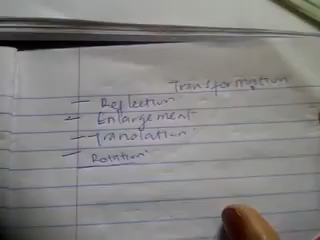 Transformation
- Reflection
- Enlargement
- Translation
- Rotation